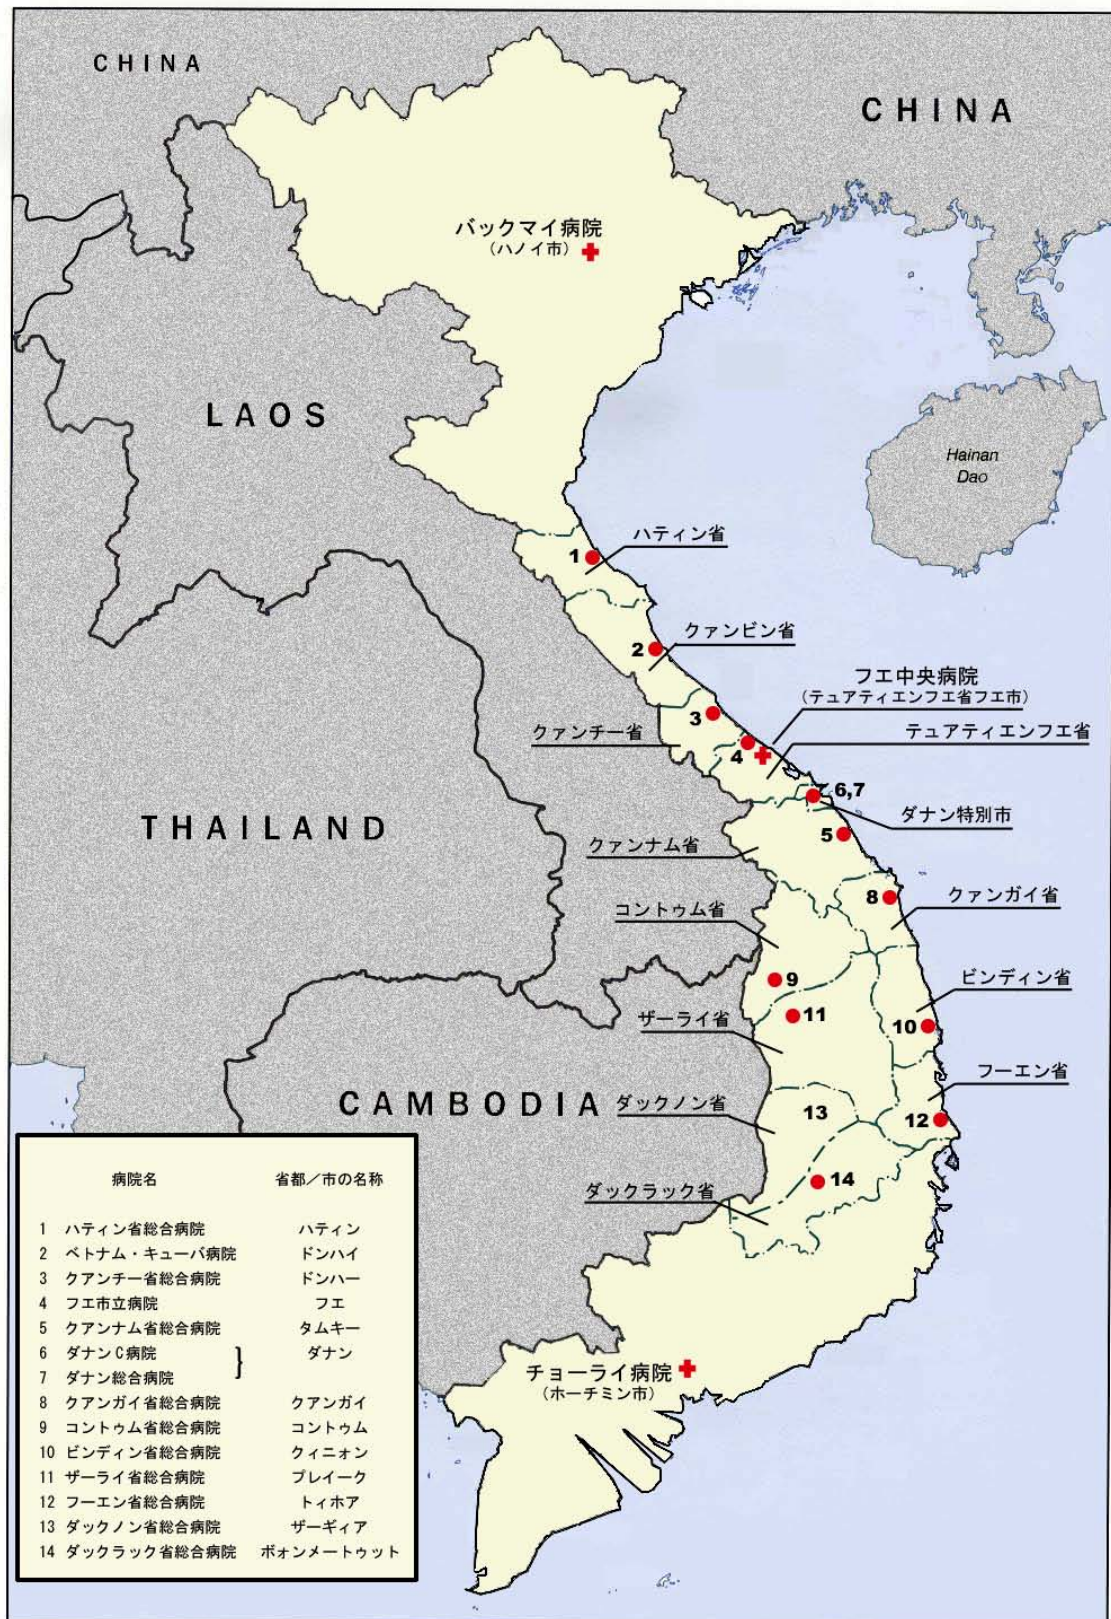 CHINA
CHINA
バックマイ病院
(ハノイ市)
LAOS
Hainan
Dao
ハティン省
1
クァンビン省
2
フエ中央病院
(テュアティエンフエ省フエ市)
3
クァンチー省
テュアティエンフエ省
4
6,7
THAILAND
ダナン特別市
5
クァンナム省
8
クァンガイ省
コントゥム省
9
ビンディン省
ザーライ省
11
10
フーエン省
CAMBODIA
ダックノン省
13
12
14
ダックラック省
チョーライ病院
(ホーチミン市)
病院名 省都/市の名称
1 ハティン省総合病院 ハティン
2 ベトナム・キューバ病院 ドンハイ
3 クアンチー省総合病院 ドンハー
4 フエ市立病院 フエ
5 クアンナム省総合病院 タムキー
6 ダナンC病院 } ダナン
7 ダナン総合病院
8 クアンガイ省総合病院 クアンガイ
9 コントゥム省総合病院 コントゥム
10 ビンディン省総合病院 クィニョン
11 ザーライ省総合病院 プレイーク
12 フーエン省総合病院 トィホア
13 ダックノン省総合病院 ザーギィア
14 ダックラック省総合病院 ボォンメートゥット